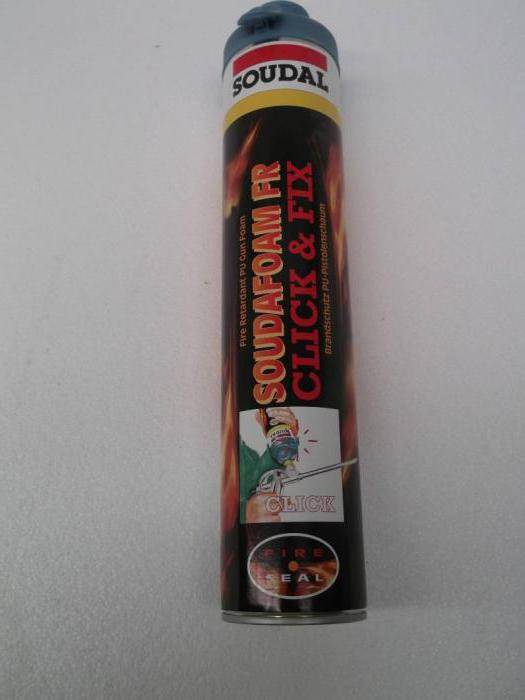 SOUDAL
Fire Retardant PU Gun Foam
SOUDAFOAM FR
CLICK & FIX
Brandschutz PU-Pistolenschaum
CLICK
FIRE
SEAL